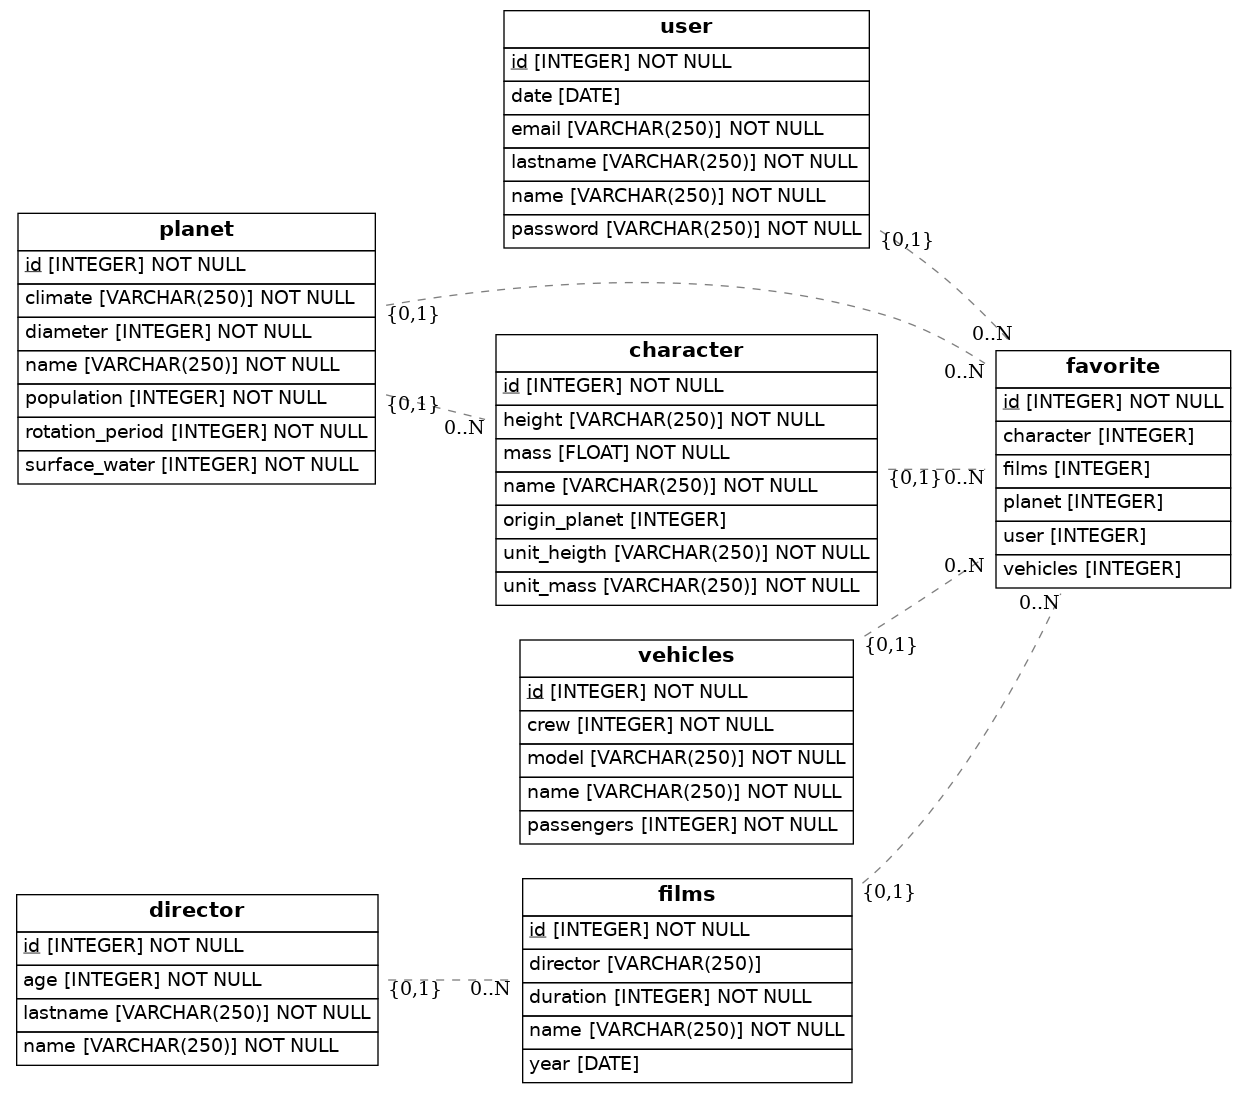 user
id [INTEGER] NOT NULL
date [DATE]
email [VARCHAR(250)] NOT NULL
lastname [VARCHAR(250)] NOT NULL
name [VARCHAR(250)] NOT NULL
password [VARCHAR(250)] NOT NULL
{0,1}
0..N
planet
id [INTEGER] NOT NULL
climate [VARCHAR(250)] NOT NULL
diameter [INTEGER] NOT NULL
name [VARCHAR(250)] NOT NULL
population [INTEGER] NOT NULL
rotation_period [INTEGER] NOT NULL
surface_water [INTEGER] NOT NULL
{0,1}
0..N
{0,1}
0..N
character
id [INTEGER] NOT NULL
height [VARCHAR(250)] NOT NULL
mass [FLOAT] NOT NULL
name [VARCHAR(250)] NOT NULL
origin_planet [INTEGER]
unit_heigth [VARCHAR(250)] NOT NULL
unit_mass [VARCHAR(250)] NOT NULL
{0,1}
0..N
favorite
id [INTEGER] NOT NULL
character [INTEGER]
films [INTEGER]
planet [INTEGER]
user [INTEGER]
vehicles [INTEGER]
0..N
{0,1}
0..N
vehicles
id [INTEGER] NOT NULL
crew [INTEGER] NOT NULL
model [VARCHAR(250)] NOT NULL
name [VARCHAR(250)] NOT NULL
passengers [INTEGER] NOT NULL
director
id [INTEGER] NOT NULL
age [INTEGER] NOT NULL
lastname [VARCHAR(250)] NOT NULL
name [VARCHAR(250)] NOT NULL
{0,1}
0..N
films
id [INTEGER] NOT NULL
director [VARCHAR(250)]
duration [INTEGER] NOT NULL
name [VARCHAR(250)] NOT NULL
year [DATE]
{0,1}